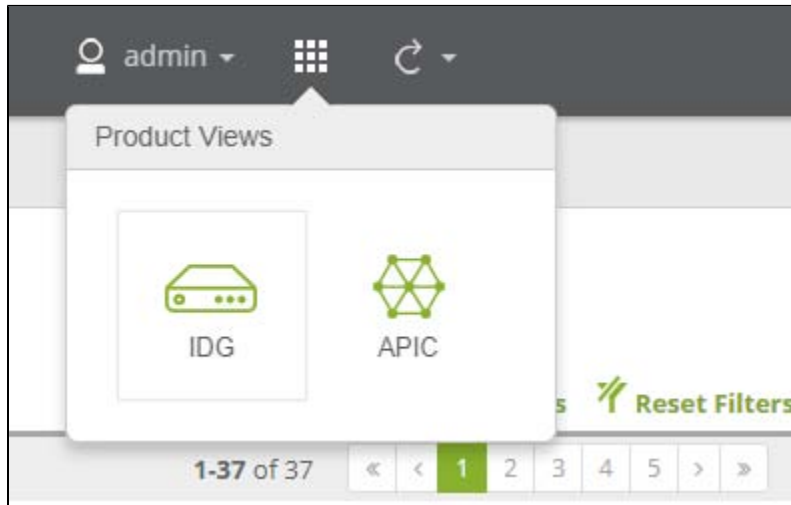 admin
Product Views
IDG
APIC
s Reset Filters
1-37 of 37 « < 1 2 3 4 5 > »